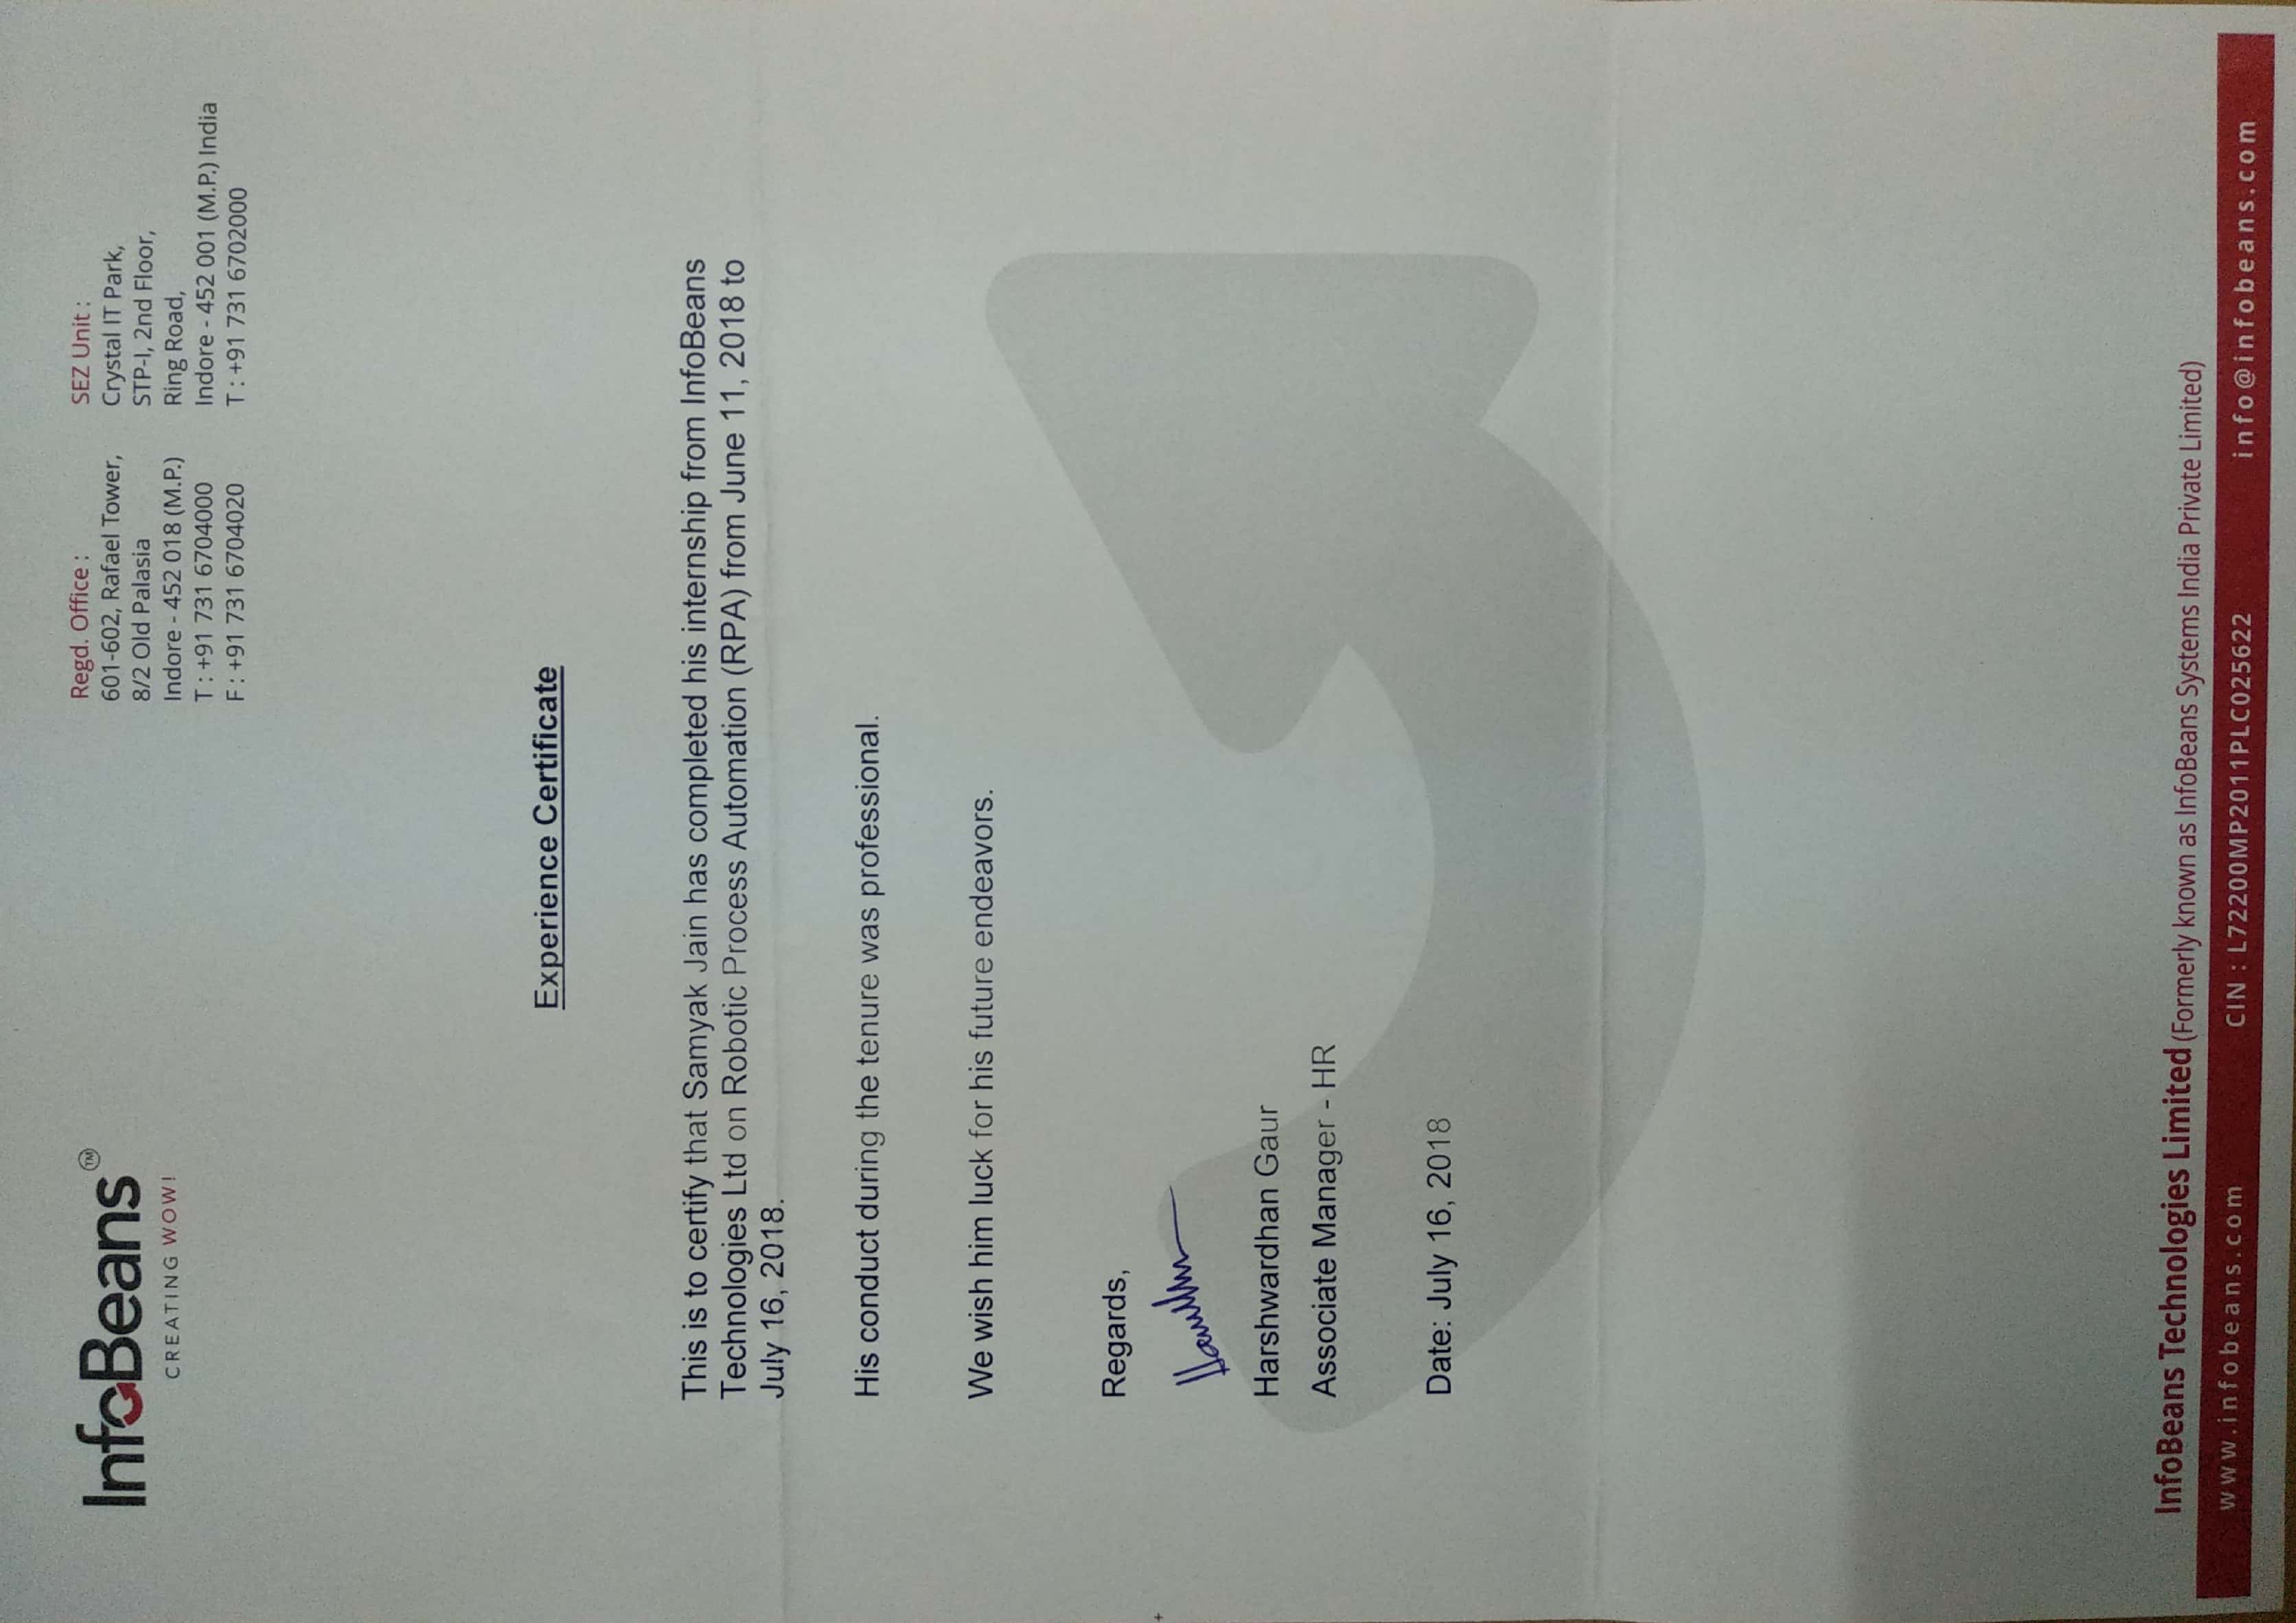 InfoBeans™
CREATING WOW!
Regd. Office :
601-602, Rafael Tower,
8/2 Old Palasia
Indore - 452 018 (M.P.)
T : +91 731 6704000
F : +91 731 6704020
SEZ Unit :
Crystal IT Park,
STP-I, 2nd Floor,
Ring Road,
Indore - 452 001 (M.P.) India
T : +91 731 6702000
Experience Certificate
This is to certify that Samyak Jain has completed his internship from InfoBeans
Technologies Ltd on Robotic Process Automation (RPA) from June 11, 2018 to
July 16, 2018.
His conduct during the tenure was professional.
We wish him luck for his future endeavors.
Regards,
Harshwardhan Gaur
Associate Manager - HR
Date: July 16, 2018
InfoBeans Technologies Limited (Formerly known as InfoBeans Systems India Private Limited)
www.infobeans.com CIN : L72200MP2011PLC025622 info@infobeans.com